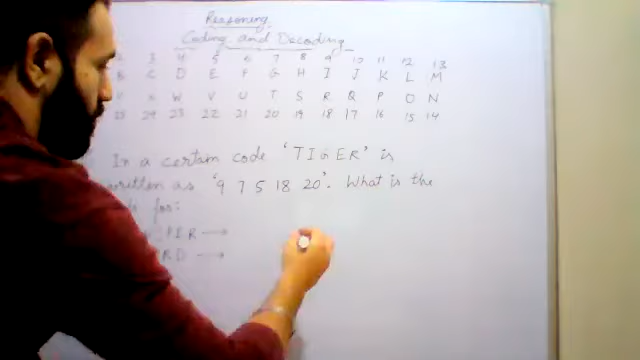 Reasoning
Coding and Decoding
2 3 4 5 6 7 8 9 10 11 12 13
B C D E F G H I J K L M
X W V U T S R Q P O N
24 23 22 21 20 19 18 17 16 15 14
In a certain code 'TIGER' is
written as '9 7 5 18 20'. What is the
for:
PER →
RD →